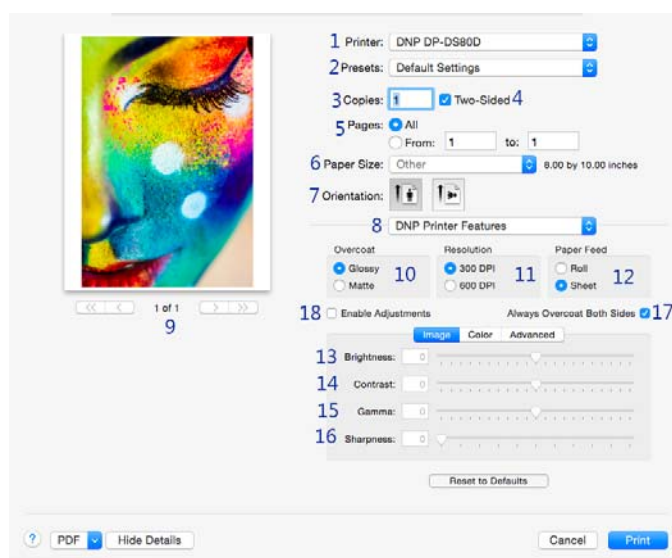 1 Printer: DNP DP-DS80D
2 Presets: Default Settings
3 Copies: 1 Two-Sided 4
5 Pages: All
From: 1 to: 1
6 Paper Size: Other 8.00 by 10.00 inches
7 Orientation:
8 DNP Printer Features
Overcoat Resolution Paper Feed
Glossy 300 DPI Roll
10 11 12
Matte 600 DPI Sheet
<< < 1 of 1 > >>
9
18 Enable Adjustments Always Overcoat Both Sides 17
Image Color Advanced
13 Brightness: 0
14 Contrast: 0
15 Gamma: 0
16 Sharpness: 0
Reset to Defaults
? PDF Hide Details Cancel Print